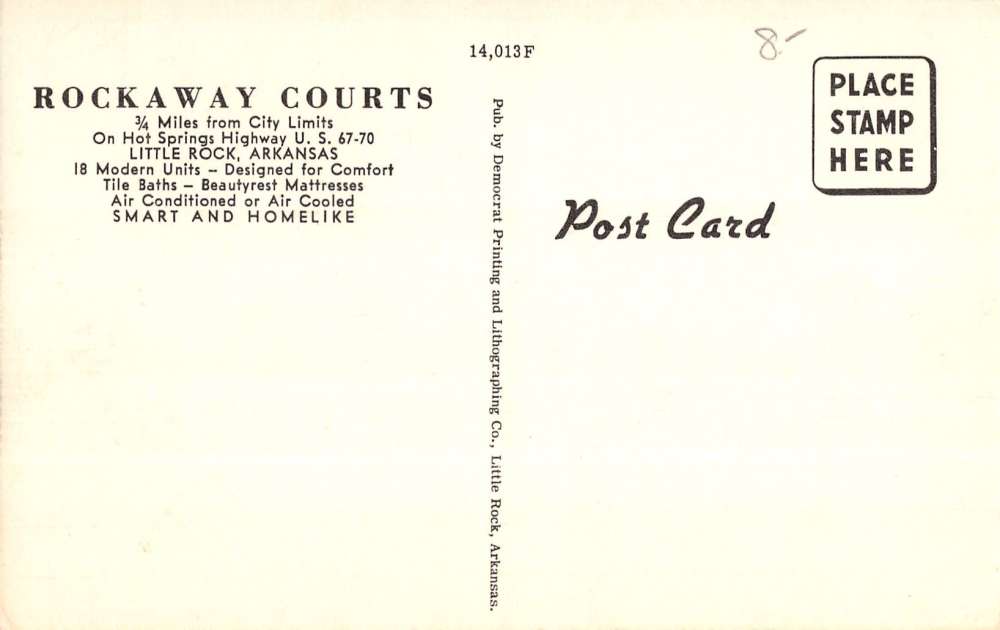 14,013F
8.-
ROCKAWAY COURTS
¾ Miles from City Limits
On Hot Springs Highway U. S. 67-70
LITTLE ROCK, ARKANSAS
18 Modern Units – Designed for Comfort
Tile Baths – Beautyrest Mattresses
Air Conditioned or Air Cooled
SMART AND HOMELIKE
Pub. by Democrat Printing and Lithographing Co., Little Rock, Arkansas.
PLACE
STAMP
HERE
Post Card